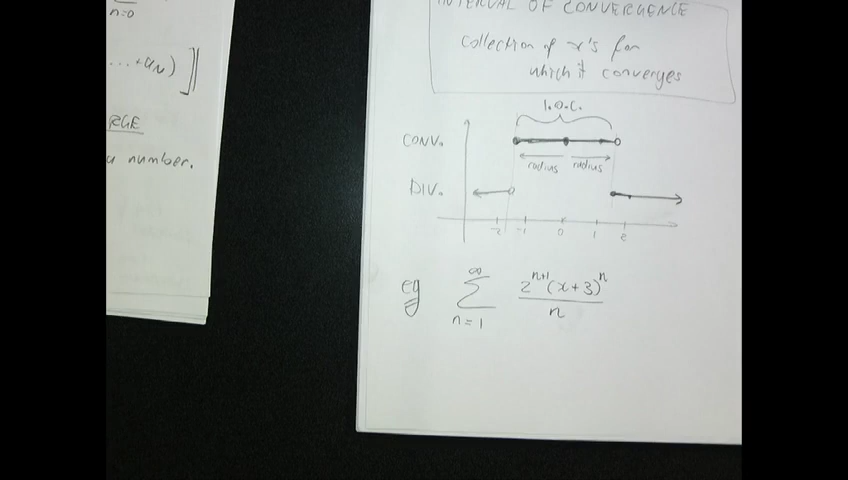 n=0
...+a_N)]
RGE
a number.
INTERVAL OF CONVERGENCE
collection of x's for
which it converges
I.O.C.
CONV.
radius radius
DIV.
-2 -1 0 1 2
eg ∞
Σ 2^{n+1}(x+3)^n
n=1 n